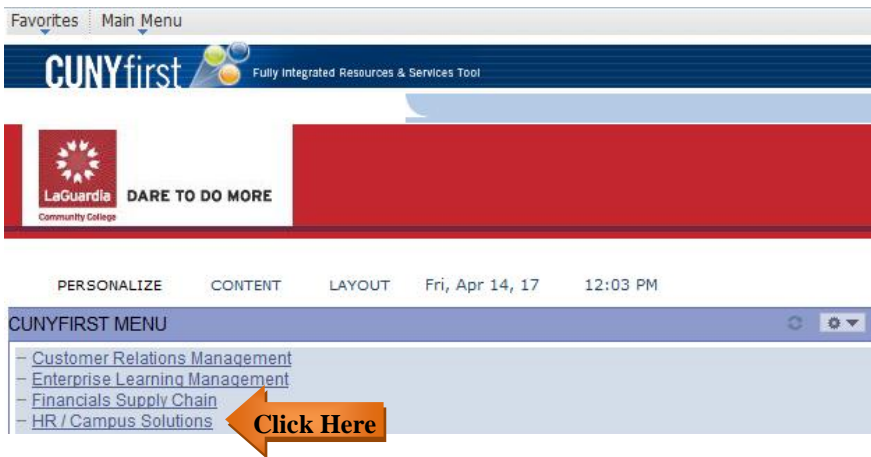 Favorites Main Menu
CUNYfirst Fully Integrated Resources & Services Tool
LaGuardia DARE TO DO MORE
Community College
PERSONALIZE CONTENT LAYOUT Fri, Apr 14, 17 12:03 PM
CUNYFIRST MENU
– Customer Relations Management
– Enterprise Learning Management
– Financials Supply Chain
– HR / Campus Solutions Click Here